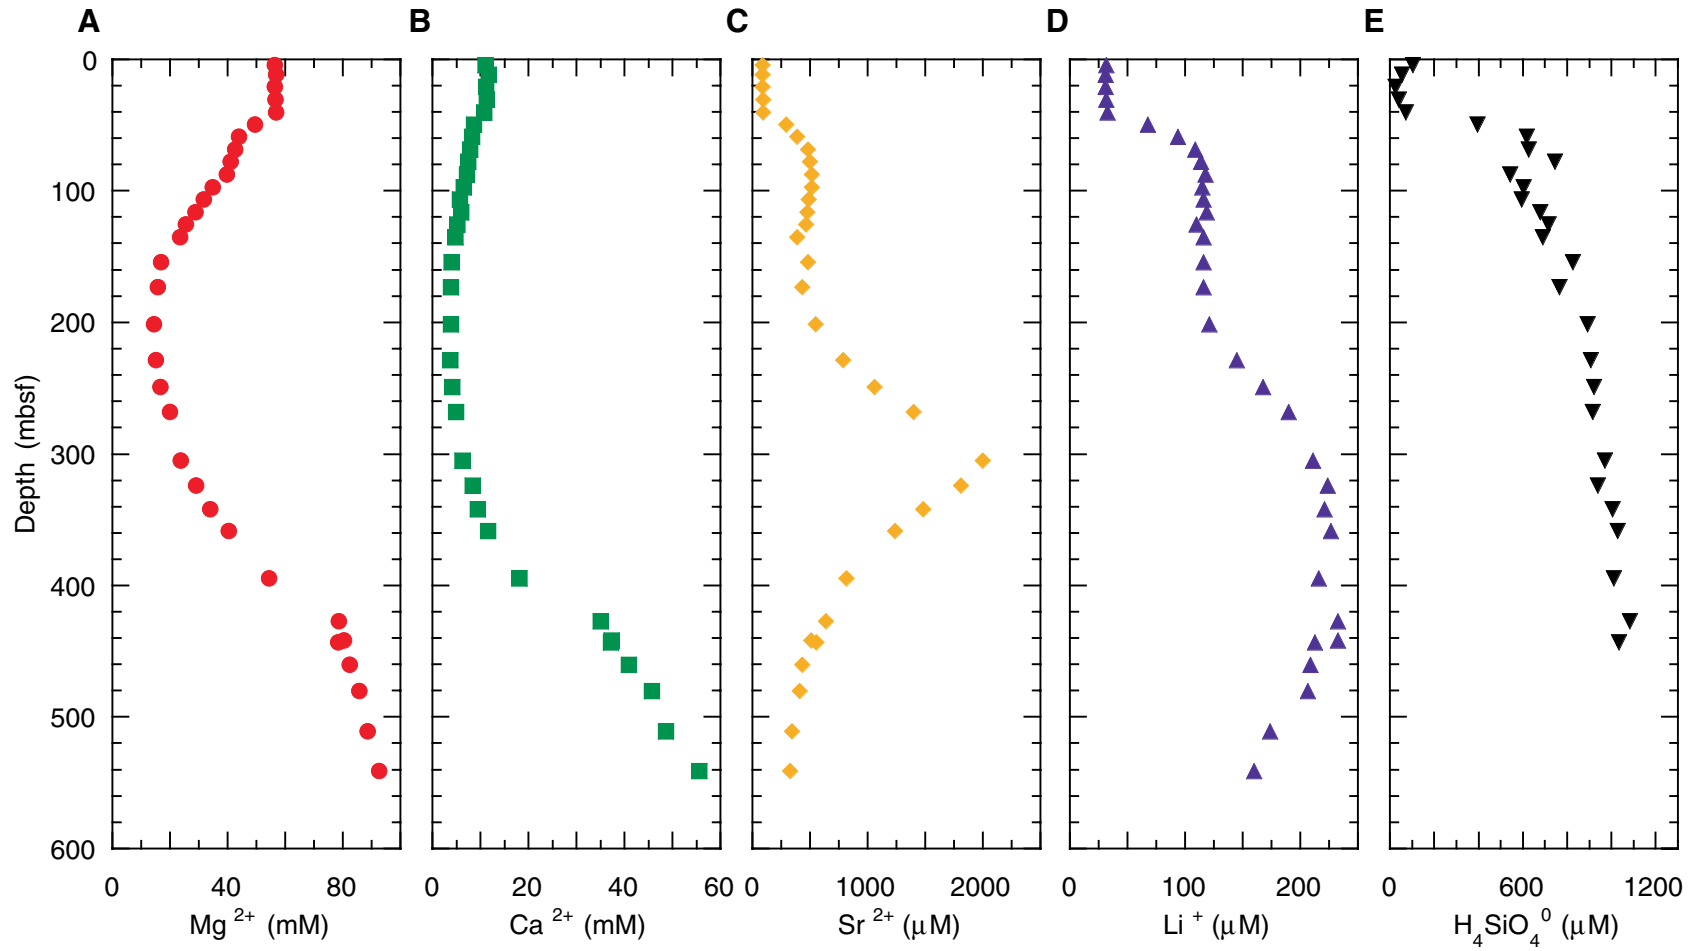 A B C D E
0
100
200
300
400
500
600
Depth (mbsf)
0 40 80 0 20 40 60 0 1000 2000 0 100 200 0 600 1200
Mg 2+ (mM) Ca 2+ (mM) Sr 2+ (µM) Li + (µM) H4SiO4 0 (µM)